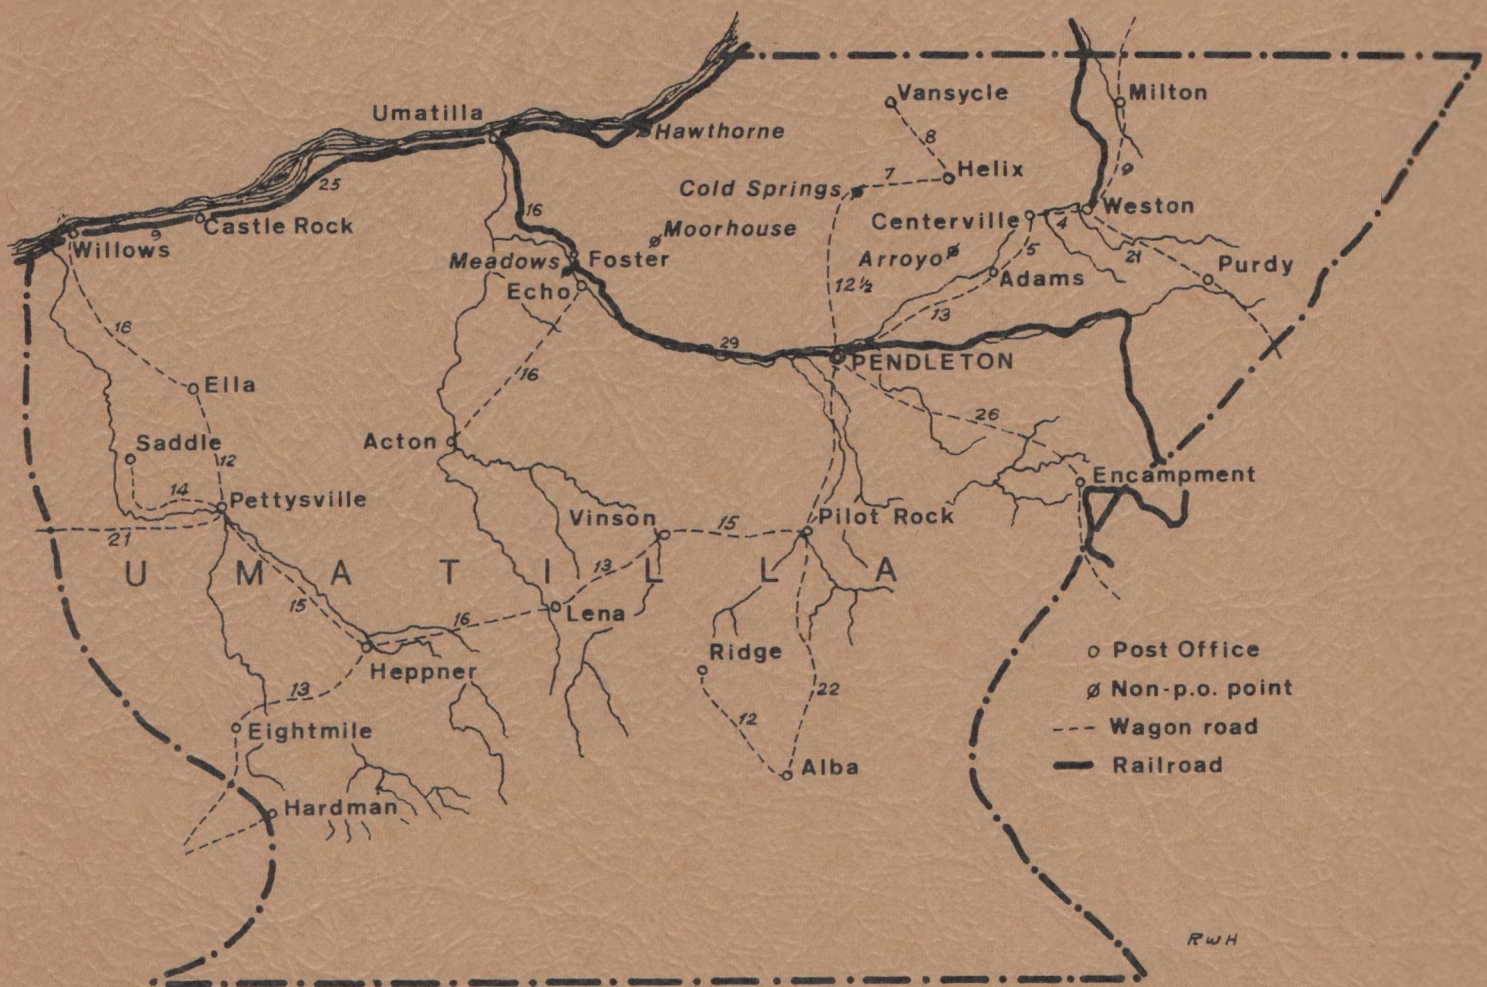 Vansycle
Milton
Umatilla
Hawthorne
8
9
Helix
7
Cold Springs
25
Weston
Centerville
4
16
Castle Rock
9
Moorhouse
Willows
5
21
Meadows
Foster
Arroyo
Purdy
Adams
12½
Echo
13
18
29
PENDLETON
16
Ella
26
Acton
Saddle
12
Encampment
14
Pettysville
Vinson
15
Pilot Rock
21
13
U M A T I L L A
15
Lena
16
Heppner
Ridge
Post Office
13
22
Non-p.o. point
12
Eightmile
Wagon road
Alba
Railroad
Hardman
RWH